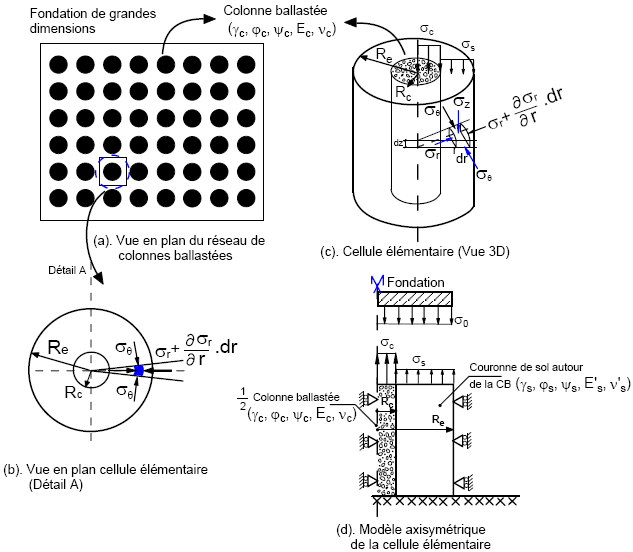 Fondation de grandes
dimensions
Colonne ballastée
(γc, φc, ψc, Ec, νc)
(a). Vue en plan du réseau de
colonnes ballastées
Détail A
Re
Rc
σθ
σθ
σr+ ∂σr/∂r .dr
(b). Vue en plan cellule élémentaire
(Détail A)
σc
σs
Re
Rc
σθ
σz
σr+ ∂σr/∂r .dr
dz
σr
dr
σθ
(c). Cellule élémentaire (Vue 3D)
Fondation
σ0
σc
σs
Couronne de sol autour
de la CB (γs, φs, ψs, E's, ν's)
1/2 Colonne ballastée
(γc, φc, ψc, Ec, νc)
Rc
Re
(d). Modèle axisymétrique
de la cellule élémentaire